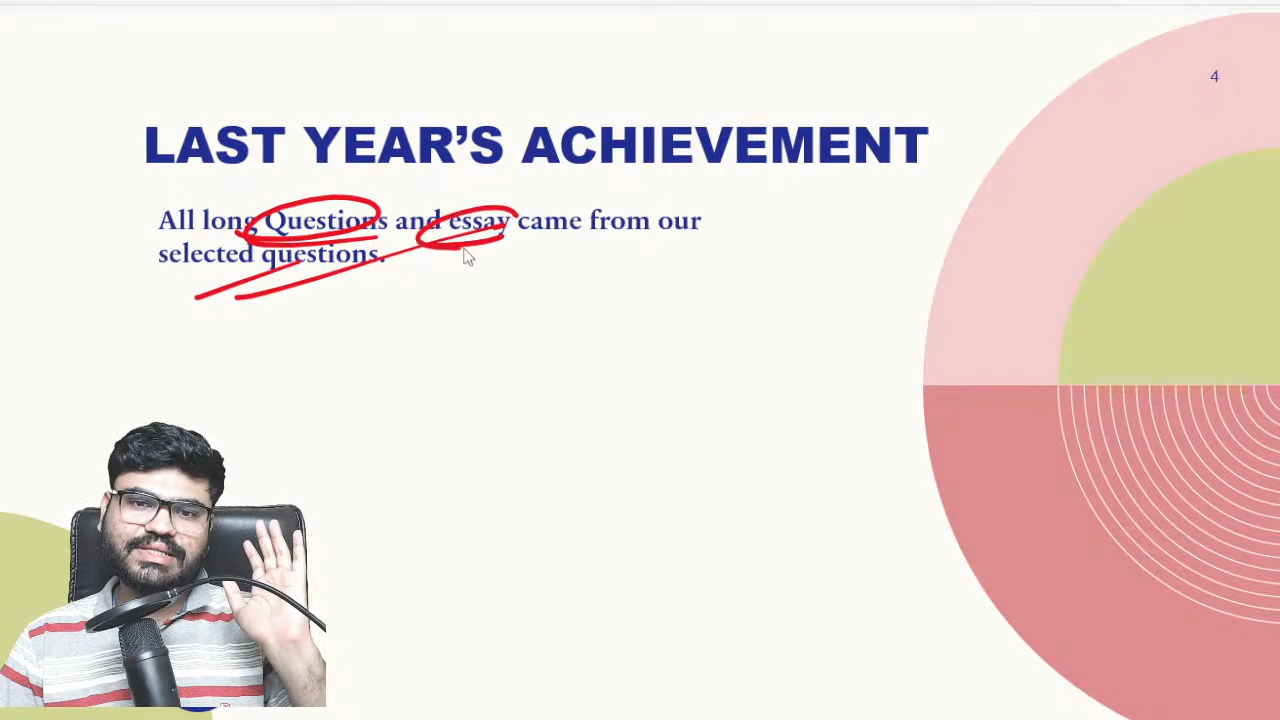 4
LAST YEAR’S ACHIEVEMENT
All long Questions and essay came from our
selected questions.